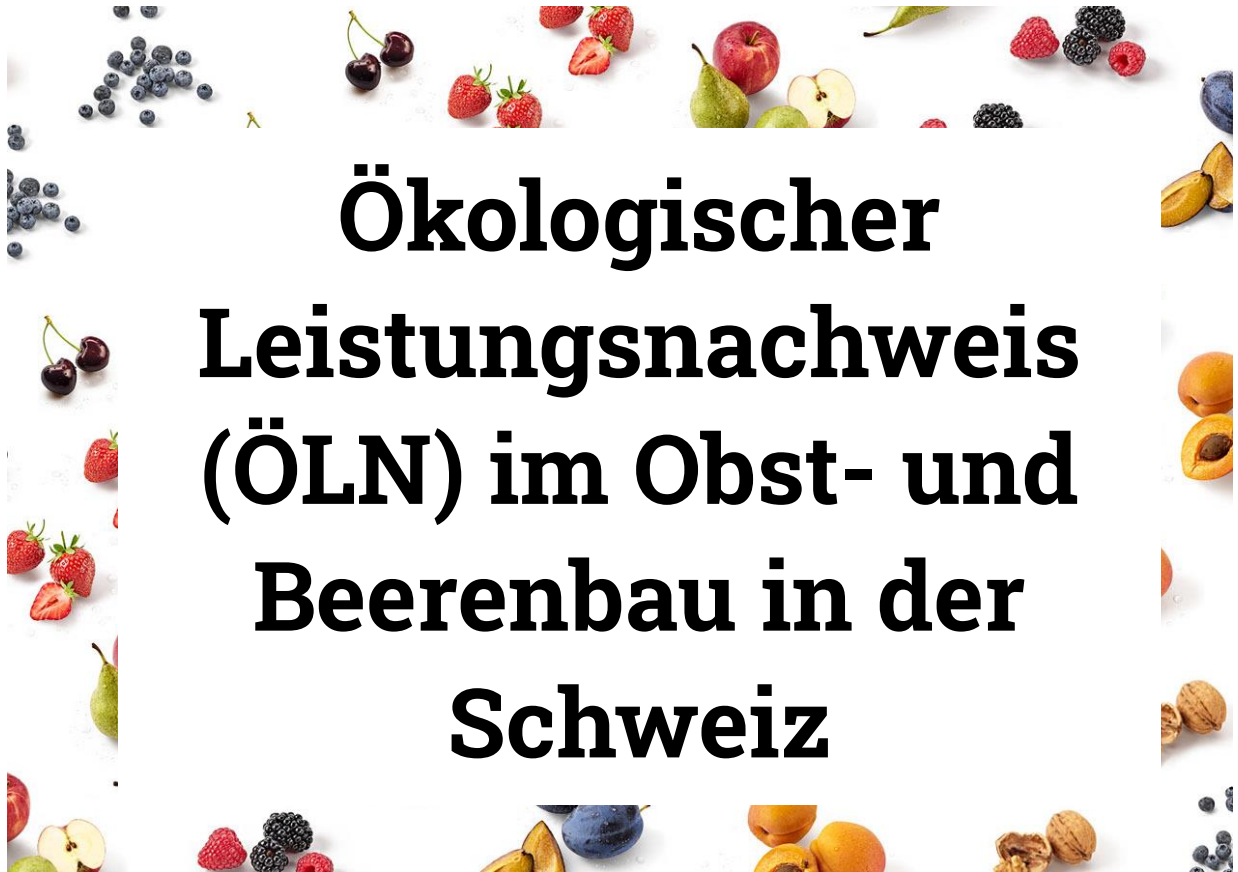 Ökologischer
Leistungsnachweis
(ÖLN) im Obst- und
Beerenbau in der
Schweiz